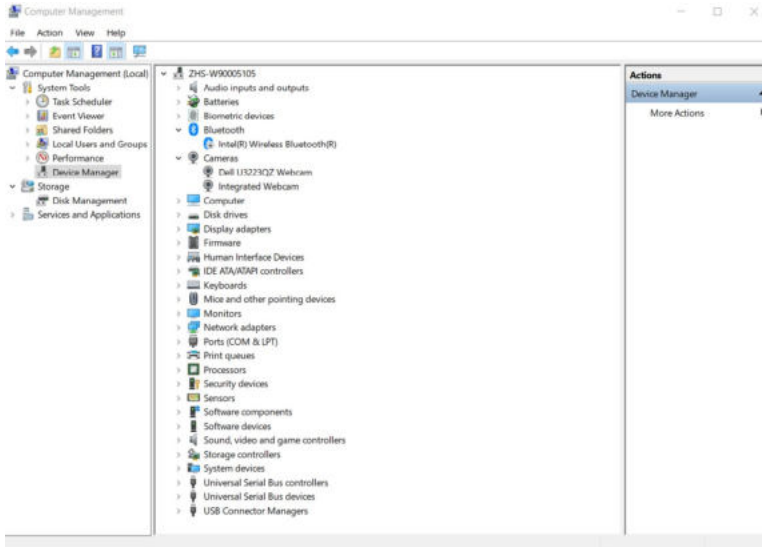 Computer Management
File Action View Help
Computer Management (Local)
System Tools
Task Scheduler
Event Viewer
Shared Folders
Local Users and Groups
Performance
Device Manager
Storage
Disk Management
Services and Applications
ZHS-W90005105
Audio inputs and outputs
Batteries
Biometric devices
Bluetooth
Intel(R) Wireless Bluetooth(R)
Cameras
Dell U3223QZ Webcam
Integrated Webcam
Computer
Disk drives
Display adapters
Firmware
Human Interface Devices
IDE ATA/ATAPI controllers
Keyboards
Mice and other pointing devices
Monitors
Network adapters
Ports (COM & LPT)
Print queues
Processors
Security devices
Sensors
Software components
Software devices
Sound, video and game controllers
Storage controllers
System devices
Universal Serial Bus controllers
Universal Serial Bus devices
USB Connector Managers
Actions
Device Manager
More Actions